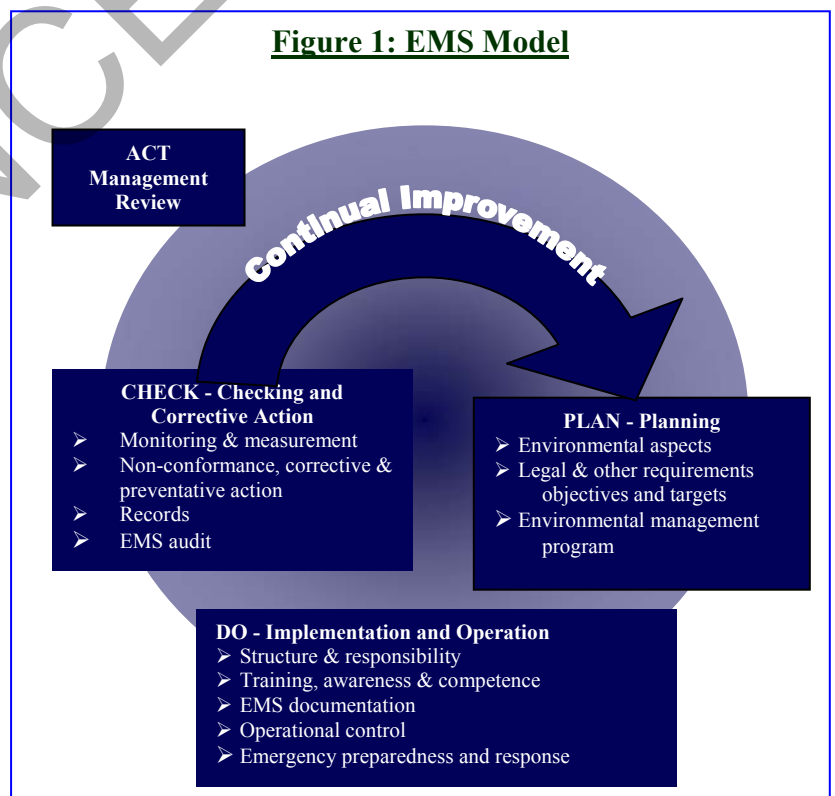 Figure 1: EMS Model
ACT
Management
Review
Continual Improvement
CHECK - Checking and
Corrective Action
➢ Monitoring & measurement
➢ Non-conformance, corrective &
preventative action
➢ Records
➢ EMS audit
PLAN - Planning
➢ Environmental aspects
➢ Legal & other requirements
objectives and targets
➢ Environmental management
program
DO - Implementation and Operation
➢ Structure & responsibility
➢ Training, awareness & competence
➢ EMS documentation
➢ Operational control
➢ Emergency preparedness and response